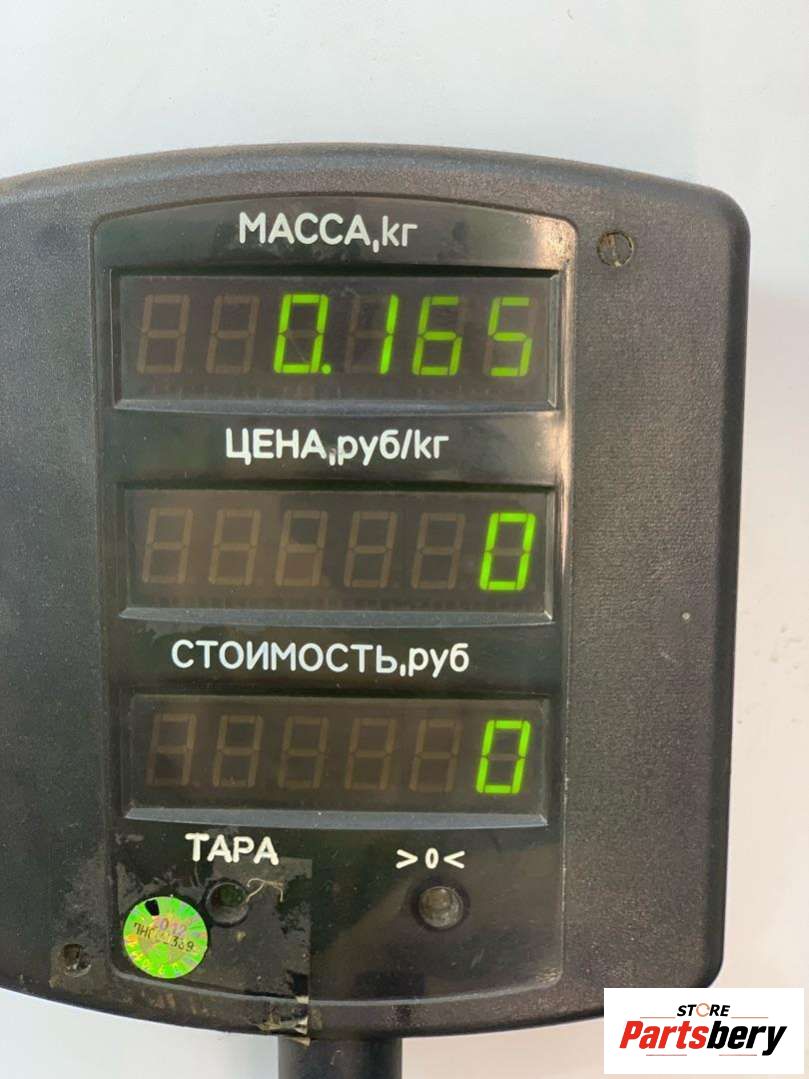 МАССА,кг
0.165
ЦЕНА,руб/кг
0
СТОИМОСТЬ,руб
0
ТАРА
>0<
STORE
Partsbery